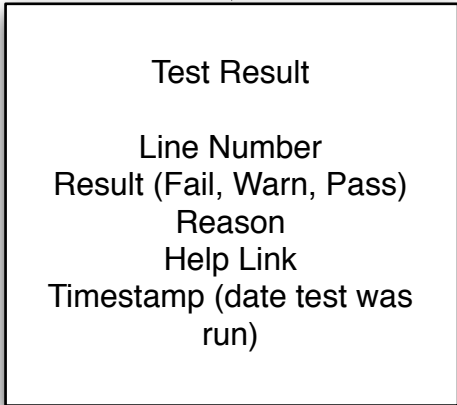 Test Result
Line Number
Result (Fail, Warn, Pass)
Reason
Help Link
Timestamp (date test was
run)